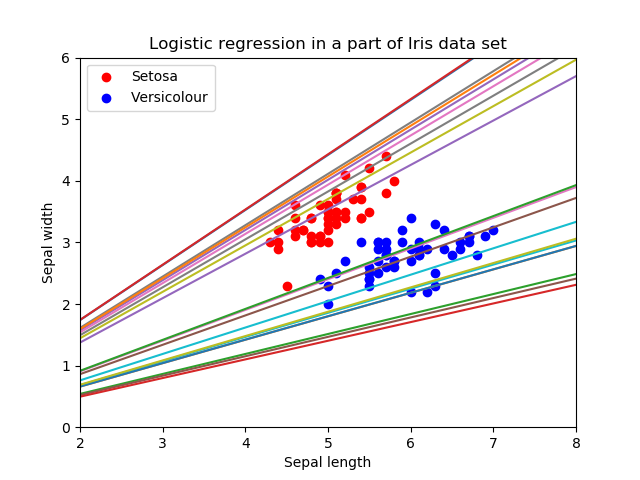 Logistic regression in a part of Iris data set
Setosa
Versicolour
Sepal width
6
5
4
3
2
1
0
2 3 4 5 6 7 8
Sepal length